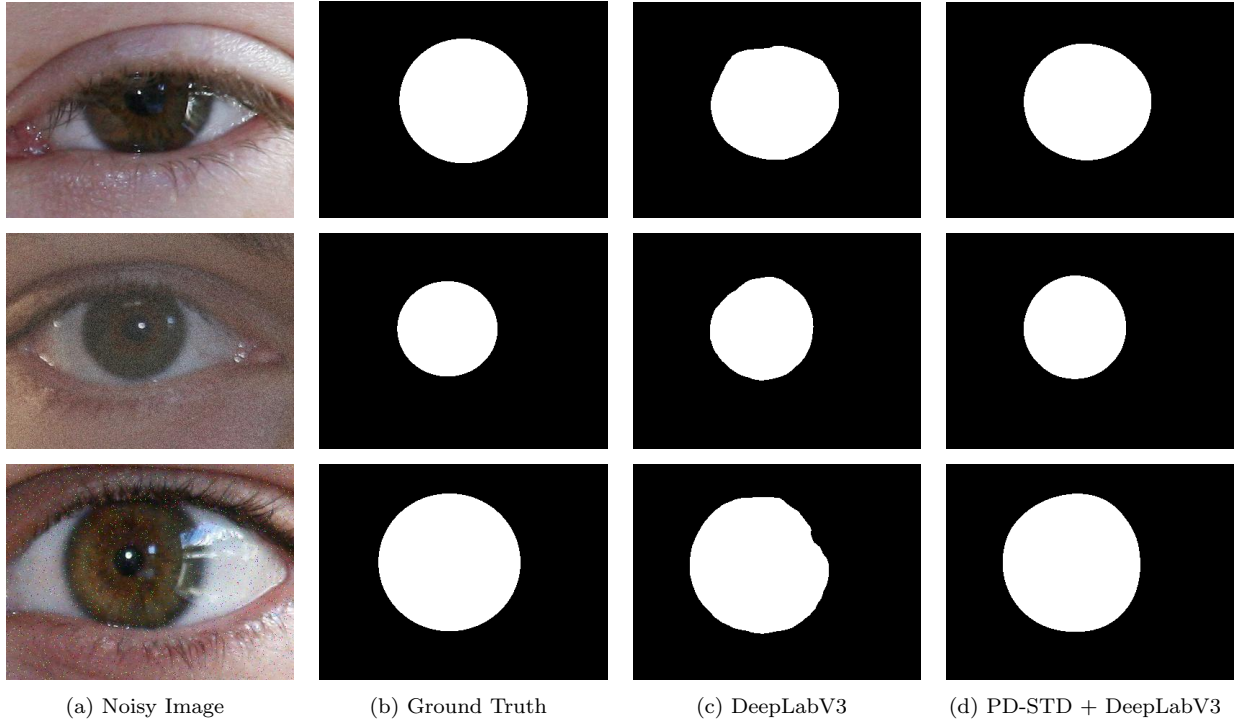 (a) Noisy Image
(b) Ground Truth
(c) DeepLabV3
(d) PD-STD + DeepLabV3